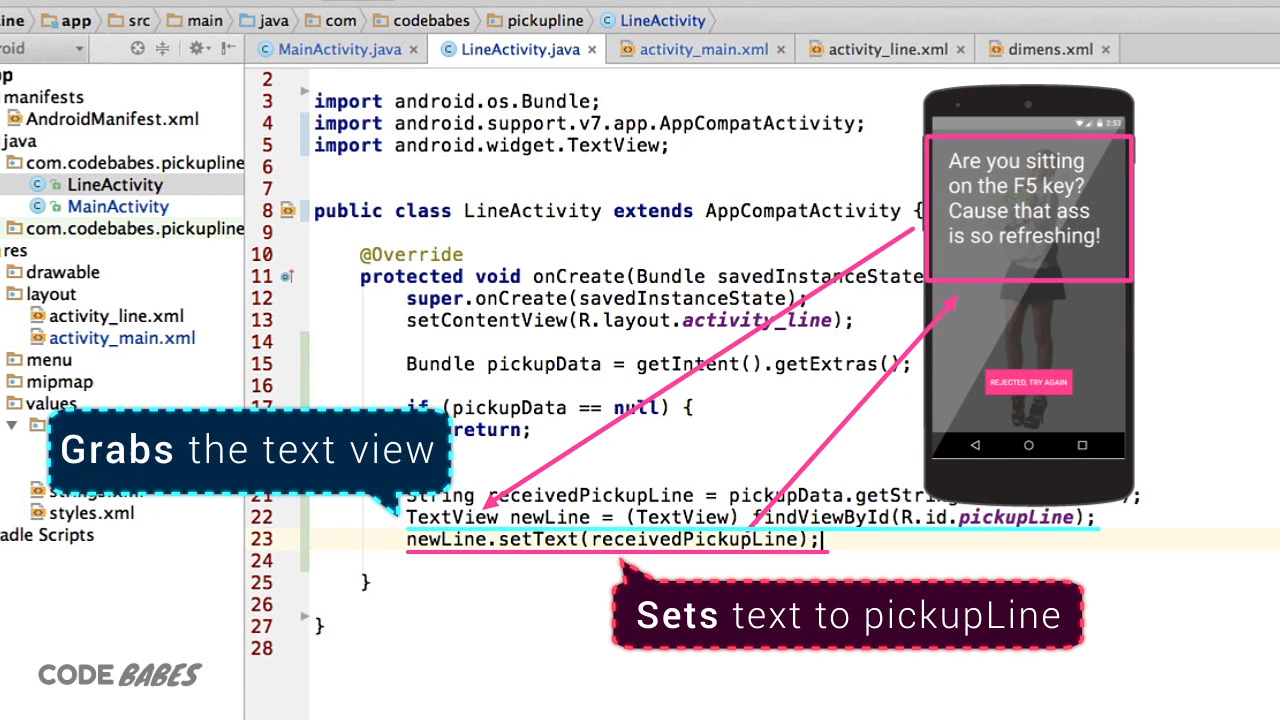 ine app src main java com codebabes pickupline LineActivity
roid MainActivity.java LineActivity.java activity_main.xml activity_line.xml dimens.xml
pp
manifests
AndroidManifest.xml
java
com.codebabes.pickupline
LineActivity
MainActivity
com.codebabes.pickupline
res
drawable
layout
activity_line.xml
activity_main.xml
menu
mipmap
values
styles.xml
adle Scripts
2
3 import android.os.Bundle;
4 import android.support.v7.app.AppCompatActivity;
5 import android.widget.TextView;
6
7
8 public class LineActivity extends AppCompatActivity {
9
10 @Override
11 protected void onCreate(Bundle savedInstanceState
12 super.onCreate(savedInstanceState);
13 setContentView(R.layout.activity_line);
14
15 Bundle pickupData = getIntent().getExtras();
16
17 if (pickupData == null) {
return;
21 String receivedPickupLine = pickupData.getStri );
22 TextView newLine = (TextView) findViewById(R.id.pickupLine);
23 newLine.setText(receivedPickupLine);
24
25 }
26
27 }
28
Grabs the text view
Sets text to pickupLine
2:53
Are you sitting
on the F5 key?
Cause that ass
is so refreshing!
REJECTED, TRY AGAIN
CODE BABES